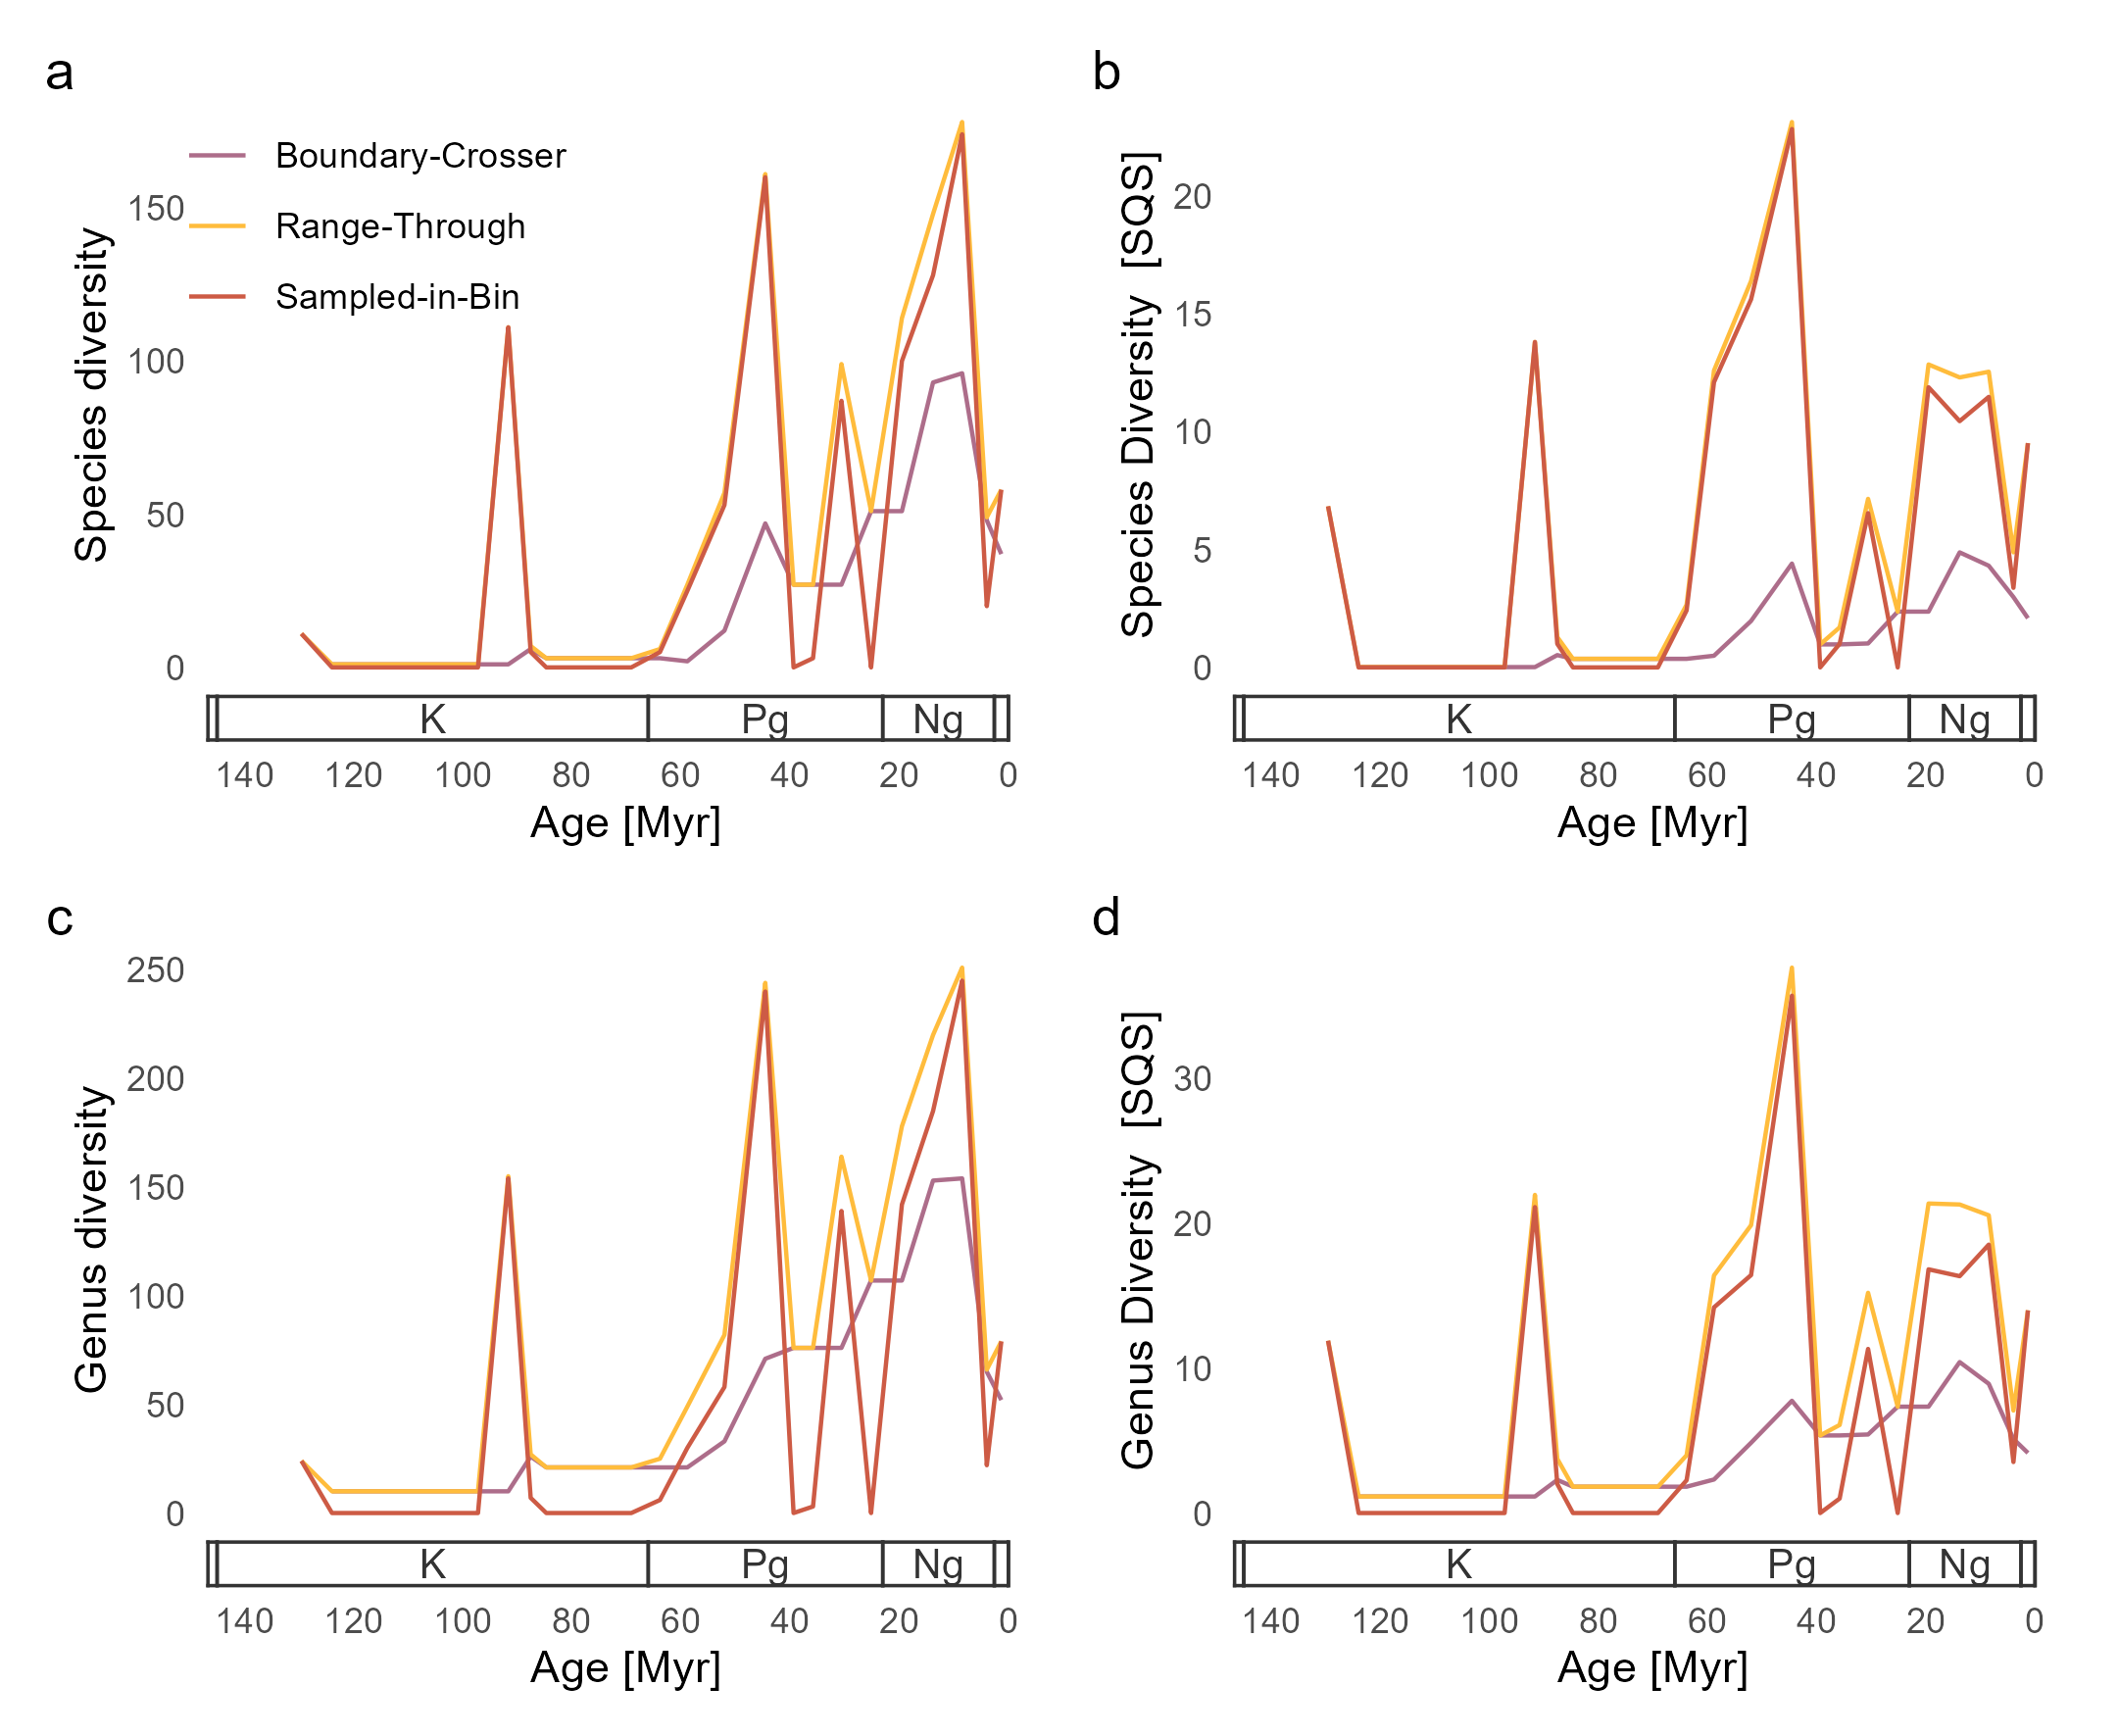 a
Boundary-Crosser
Range-Through
Sampled-in-Bin
Species diversity
150
100
50
0
K Pg Ng
140 120 100 80 60 40 20 0
Age [Myr]
b
Species Diversity [SQS]
20
15
10
5
0
K Pg Ng
140 120 100 80 60 40 20 0
Age [Myr]
c
Genus diversity
250
200
150
100
50
0
K Pg Ng
140 120 100 80 60 40 20 0
Age [Myr]
d
Genus Diversity [SQS]
30
20
10
0
K Pg Ng
140 120 100 80 60 40 20 0
Age [Myr]